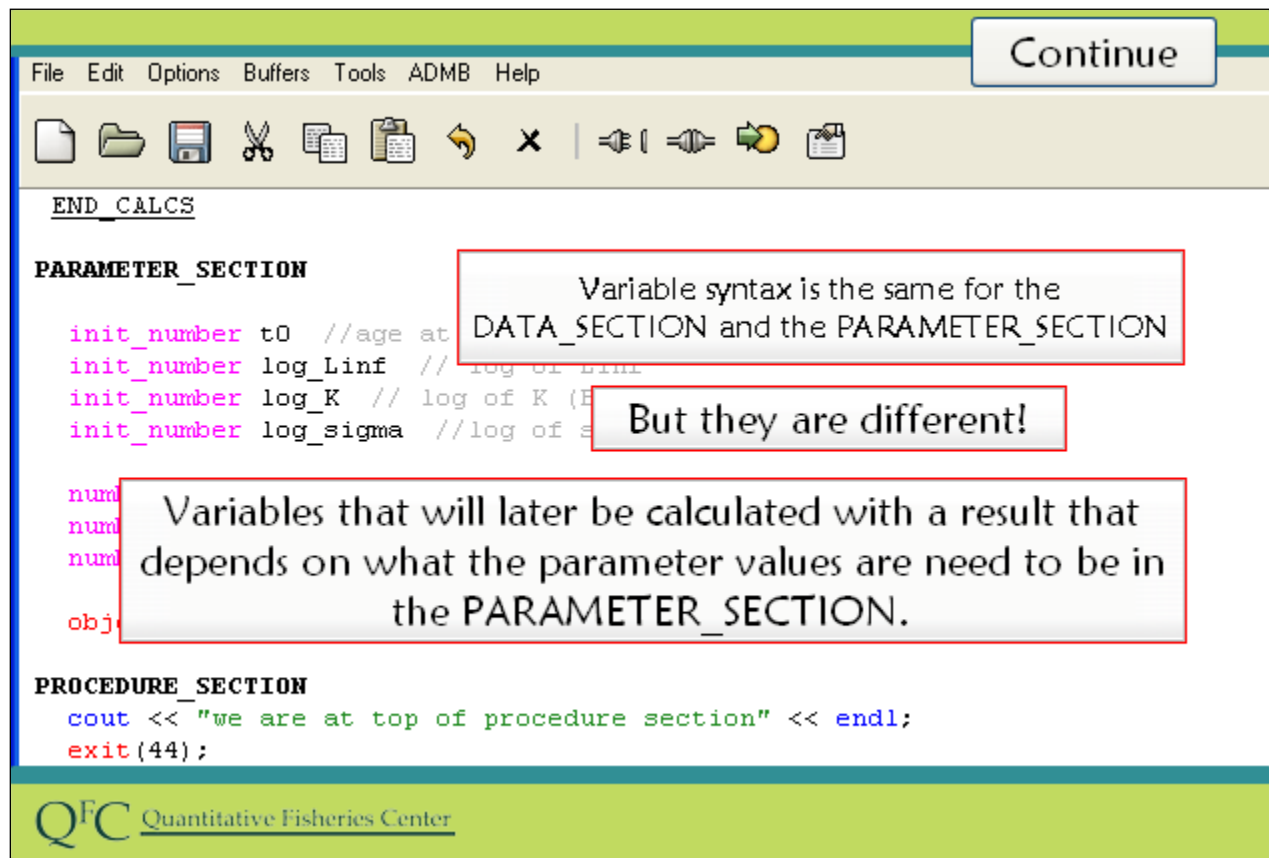 Continue
File Edit Options Buffers Tools ADMB Help
END_CALCS
PARAMETER_SECTION
Variable syntax is the same for the
DATA_SECTION and the PARAMETER_SECTION
init_number t0 //age at
init_number log_Linf // log of Linf
init_number log_K // log of K (
init_number log_sigma //log of s
But they are different!
Variables that will later be calculated with a result that
depends on what the parameter values are need to be in
the PARAMETER_SECTION.
PROCEDURE_SECTION
cout << "we are at top of procedure section" << endl;
exit(44);
QFC Quantitative Fisheries Center